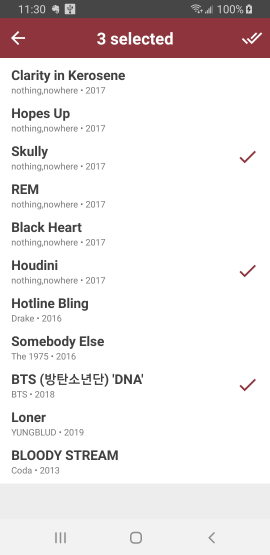 11:30
100%
3 selected
Clarity in Kerosene
nothing,nowhere • 2017
Hopes Up
nothing,nowhere • 2017
Skully
nothing,nowhere • 2017
REM
nothing,nowhere • 2017
Black Heart
nothing,nowhere • 2017
Houdini
nothing,nowhere • 2017
Hotline Bling
Drake • 2016
Somebody Else
The 1975 • 2016
BTS (방탄소년단) 'DNA'
BTS • 2018
Loner
YUNGBLUD • 2019
BLOODY STREAM
Coda • 2013